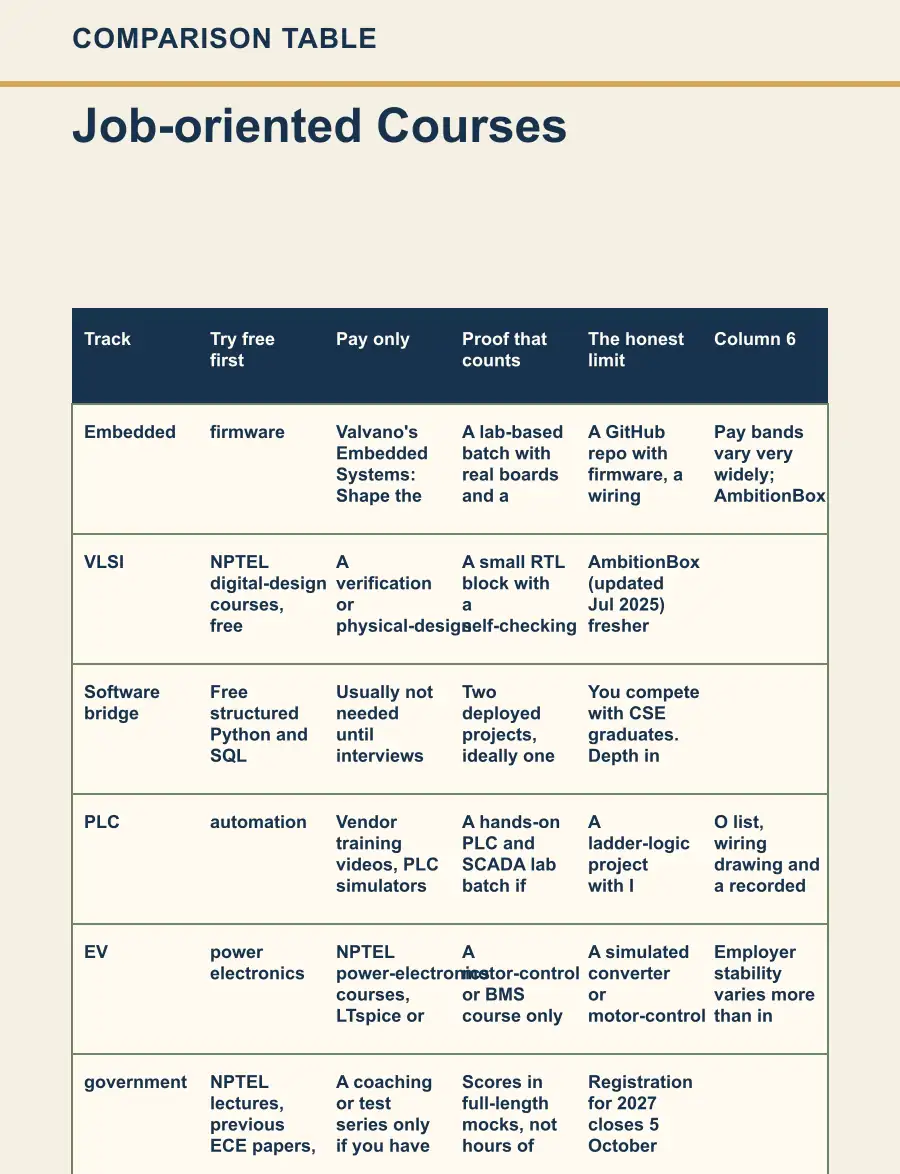 COMPARISON TABLE
Job-oriented Courses
Track
Try free
first
Pay only
Proof that
counts
The honest
limit
Column 6
Embedded
firmware
Valvano's
Embedded
Systems:
Shape the
A lab-based
batch with
real boards
and a
A GitHub
repo with
firmware, a
wiring
Pay bands
vary very
widely;
AmbitionBox
VLSI
NPTEL
digital-design
courses,
free
A
verification
or
physical-design
A small RTL
block with
a
self-checking
AmbitionBox
(updated
Jul 2025)
fresher
Software
bridge
Free
structured
Python and
SQL
Usually not
needed
until
interviews
Two
deployed
projects,
ideally one
You compete
with CSE
graduates.
Depth in
PLC
automation
Vendor
training
videos, PLC
simulators
A hands-on
PLC and
SCADA lab
batch if
A
ladder-logic
project
with I
O list,
wiring
drawing and
a recorded
EV
power
electronics
NPTEL
power-electronics
courses,
LTspice or
A
motor-control
or BMS
course only
A simulated
converter
or
motor-control
Employer
stability
varies more
than in
government
NPTEL
lectures,
previous
ECE papers,
A coaching
or test
series only
if you have
Scores in
full-length
mocks, not
hours of
Registration
for 2027
closes 5
October